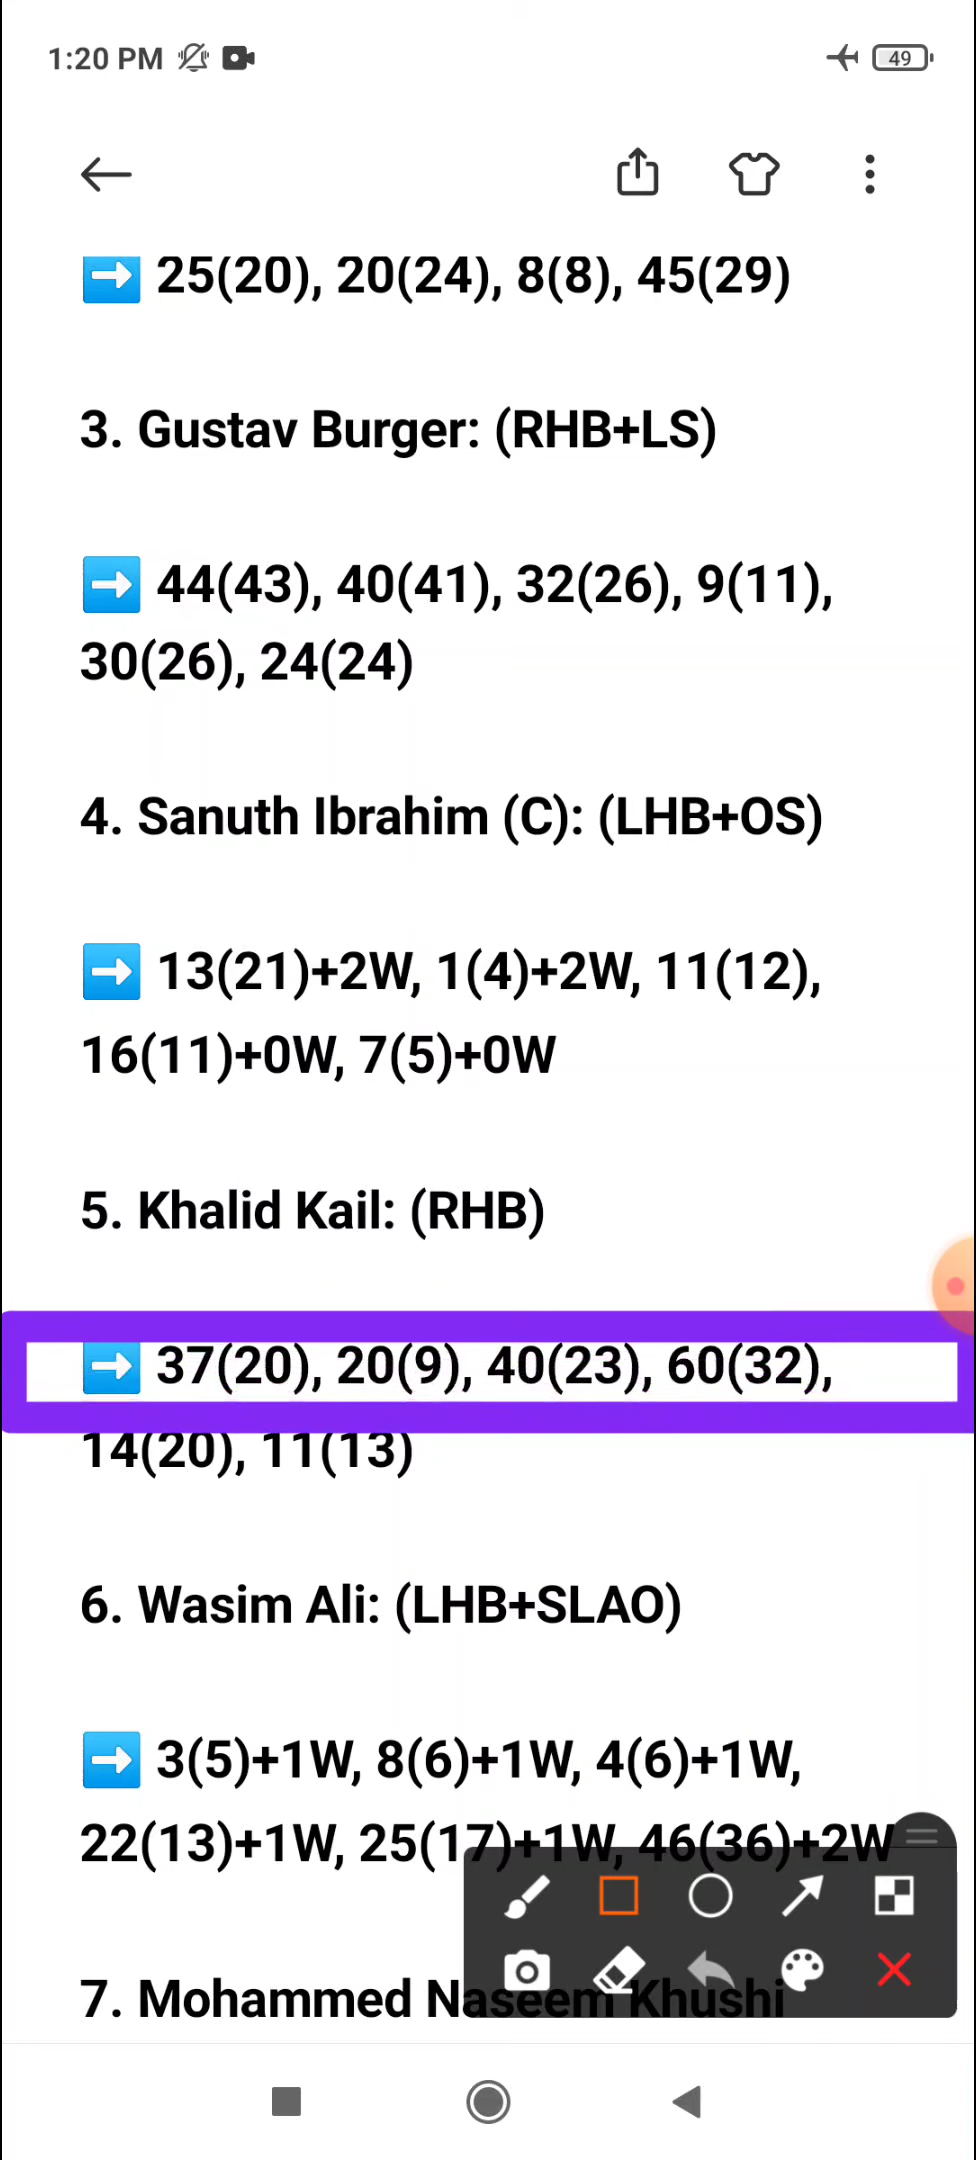 1:20 PM
49
➡ 25(20), 20(24), 8(8), 45(29)
3. Gustav Burger: (RHB+LS)
➡ 44(43), 40(41), 32(26), 9(11),
30(26), 24(24)
4. Sanuth Ibrahim (C): (LHB+OS)
➡ 13(21)+2W, 1(4)+2W, 11(12),
16(11)+0W, 7(5)+0W
5. Khalid Kail: (RHB)
➡ 37(20), 20(9), 40(23), 60(32),
14(20), 11(13)
6. Wasim Ali: (LHB+SLAO)
➡ 3(5)+1W, 8(6)+1W, 4(6)+1W,
22(13)+1W, 25(17)+1W, 46(36)+2W
7. Mohammed Naseem Khushi